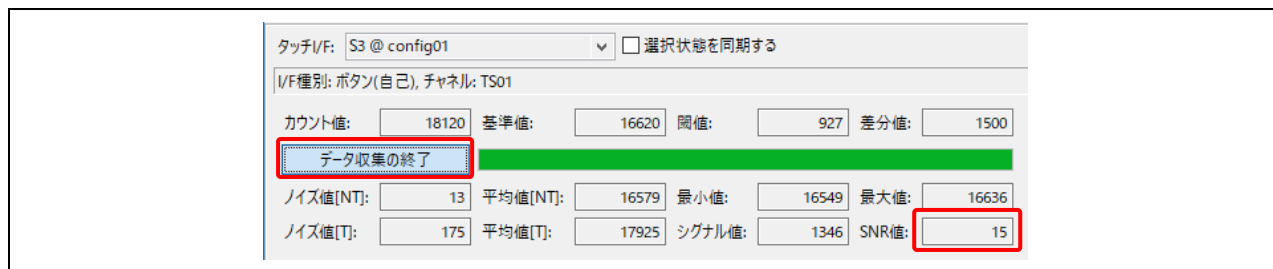 タッチI/F: S3 @ config01 選択状態を同期する
I/F種別: ボタン(自己), チャネル: TS01
カウント値: 18120 基準値: 16620 閾値: 927 差分値: 1500
データ収集の終了
ノイズ値[NT]: 13 平均値[NT]: 16579 最小値: 16549 最大値: 16636
ノイズ値[T]: 175 平均値[T]: 17925 シグナル値: 1346 SNR値: 15